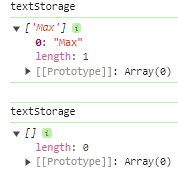 textStorage
▼ ['Max'] i
0: "Max"
length: 1
▶ [[Prototype]]: Array(0)
textStorage
▼ [] i
length: 0
▶ [[Prototype]]: Array(0)